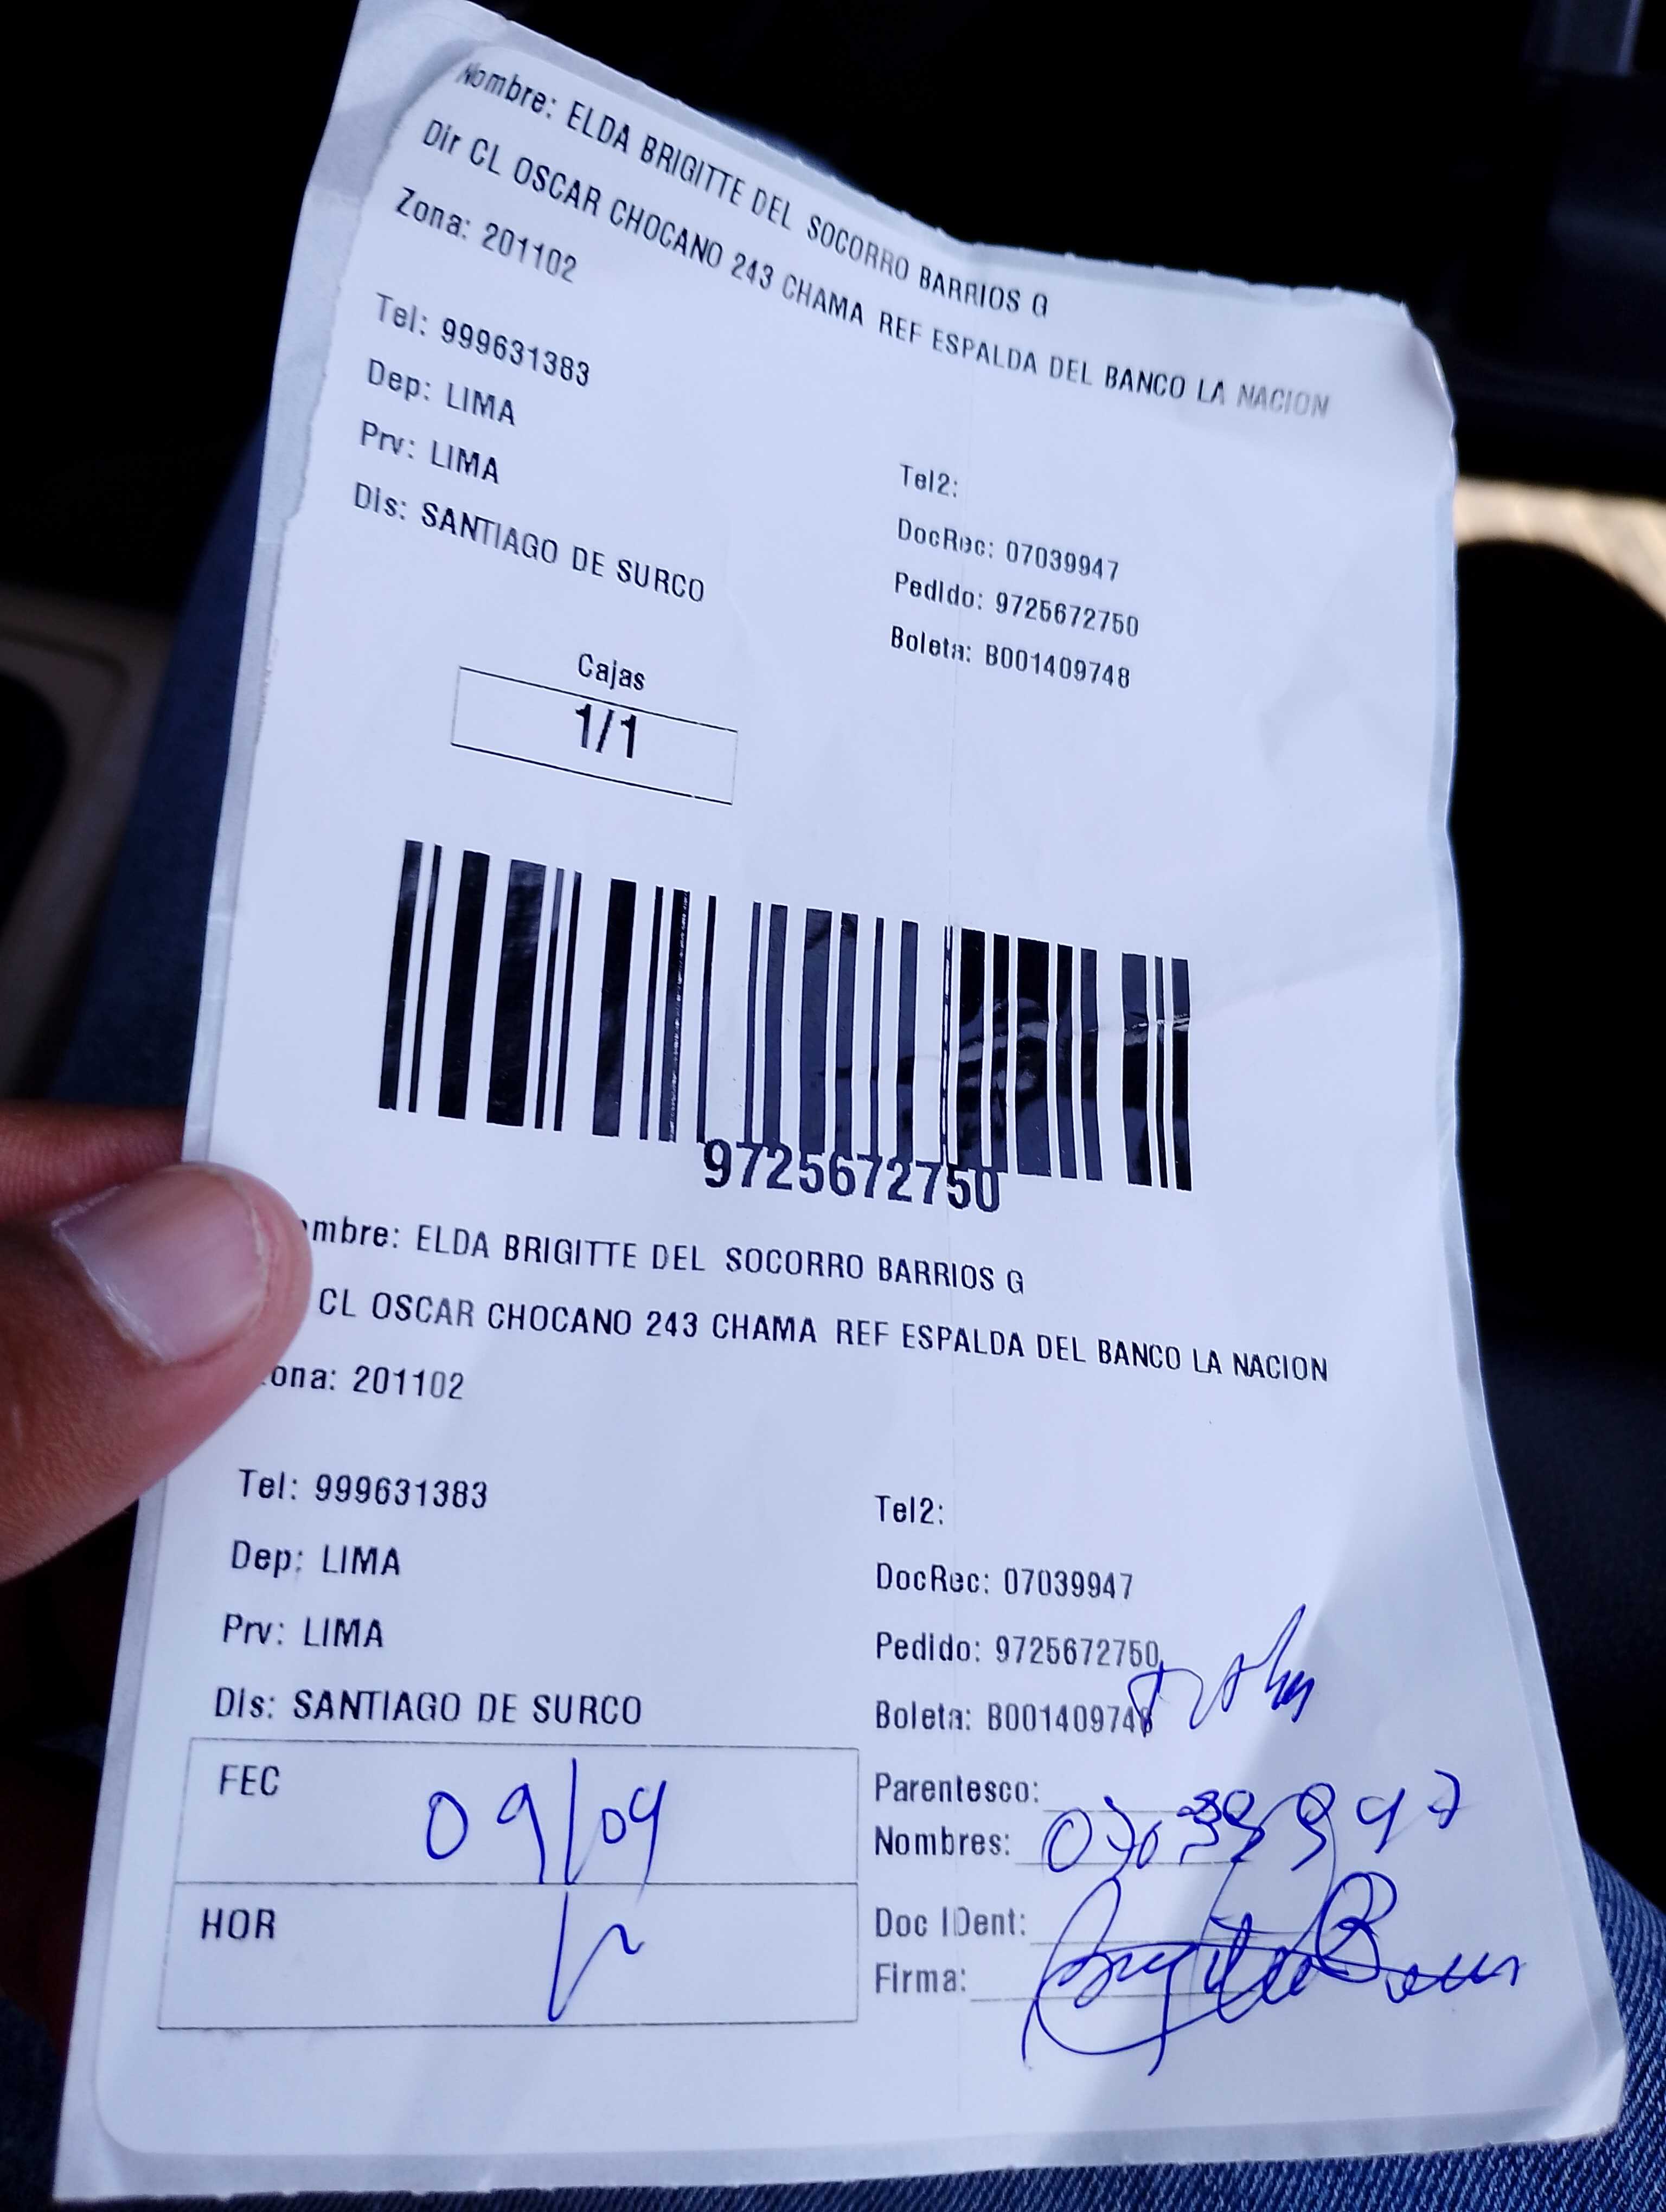 Nombre: ELDA BRIGITTE DEL SOCORRO BARRIOS G
Dir CL OSCAR CHOCANO 243 CHAMA REF ESPALDA DEL BANCO LA NACION
Zona: 201102
Tel: 999631383
Dep: LIMA
Prv: LIMA
Dis: SANTIAGO DE SURCO
Tel2:
DocRec: 07039947
Pedido: 9725672750
Boleta: B001409748
Cajas
1/1
9725672750
ombre: ELDA BRIGITTE DEL SOCORRO BARRIOS G
CL OSCAR CHOCANO 243 CHAMA REF ESPALDA DEL BANCO LA NACION
ona: 201102
Tel: 999631383
Dep: LIMA
Prv: LIMA
Dis: SANTIAGO DE SURCO
Tel2:
DocRec: 07039947
Pedido: 9725672750
Boleta: B001409748
FEC 09/09
HOR
Parentesco:
Nombres:
Doc IDent:
Firma: